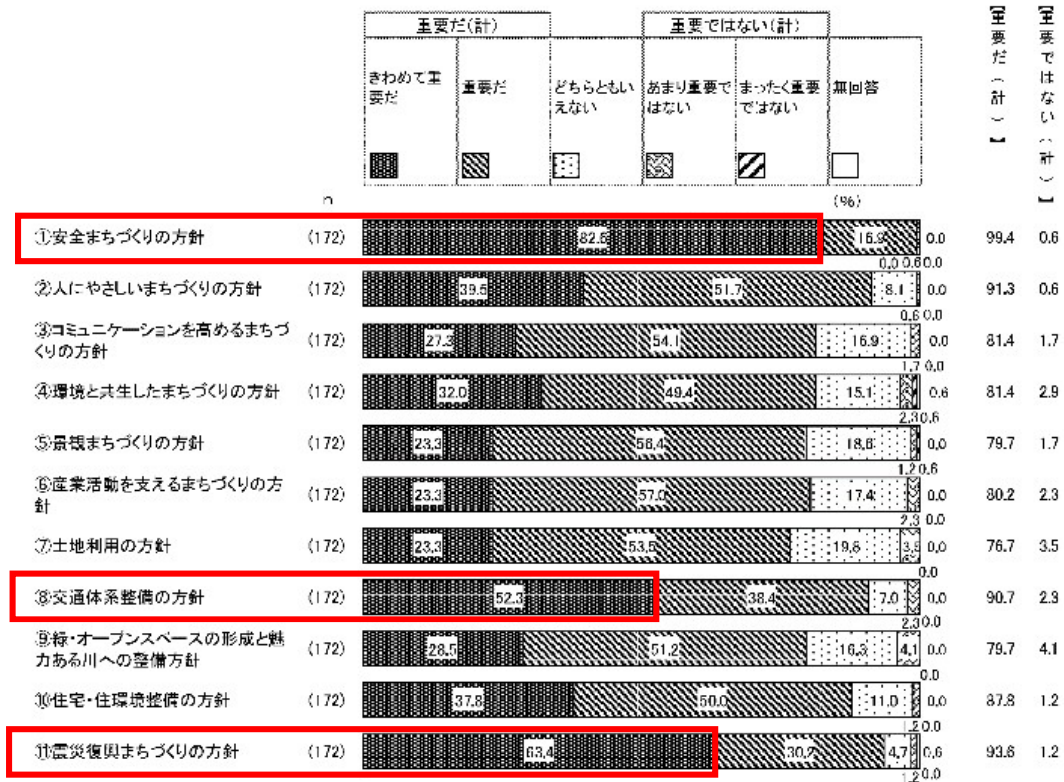 重要だ(計) 重要ではない(計)
きわめて重要だ 重要だ どちらともいえない あまり重要ではない まったく重要ではない 無回答
【重要だ(計)】
【重要ではない(計)】
n (%)
①安全まちづくりの方針 (172) 82.6 16.9 0.0 99.4 0.6
0.0 0.6 0.0
②人にやさしいまちづくりの方針 (172) 39.5 51.7 8.1 0.0 91.3 0.6
0.6 0.0
③コミュニケーションを高めるまちづくりの方針 (172) 27.3 54.1 16.9 0.0 81.4 1.7
1.7 0.0
④環境と共生したまちづくりの方針 (172) 32.0 49.4 15.1 0.6 81.4 2.9
2.3 0.6
⑤景観まちづくりの方針 (172) 23.3 56.4 18.6 0.0 79.7 1.7
1.2 0.6
⑥産業活動を支えるまちづくりの方針 (172) 23.3 57.0 17.4 0.0 80.2 2.3
2.3 0.0
⑦土地利用の方針 (172) 23.3 53.5 19.8 3.5 0.0 76.7 3.5
0.0
⑧交通体系整備の方針 (172) 52.3 38.4 7.0 0.0 90.7 2.3
2.3 0.0
⑨緑・オープンスペースの形成と魅力ある川への整備方針 (172) 28.5 51.2 16.3 4.1 0.0 79.7 4.1
0.0
⑩住宅・住環境整備の方針 (172) 37.8 50.0 11.0 0.0 87.8 1.2
1.2 0.0
⑪震災復興まちづくりの方針 (172) 63.4 30.2 4.7 0.6 93.6 1.2
1.2 0.0